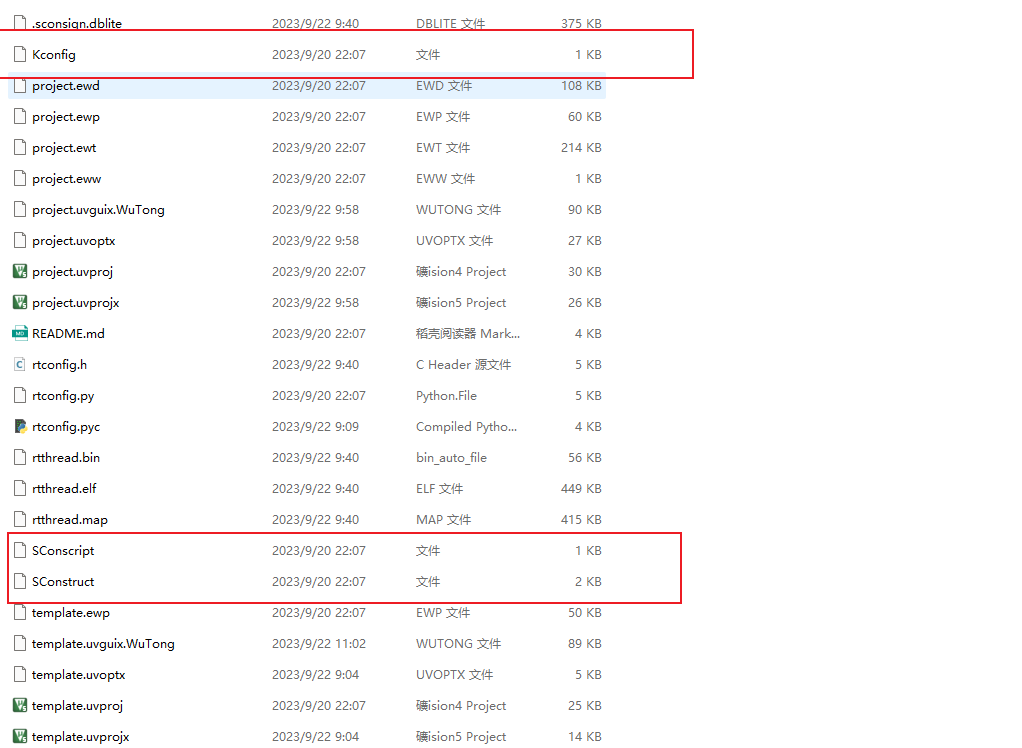 .sconsign.dblite 2023/9/22 9:40 DBLITE 文件 375 KB
Kconfig 2023/9/20 22:07 文件 1 KB
project.ewd 2023/9/20 22:07 EWD 文件 108 KB
project.ewp 2023/9/20 22:07 EWP 文件 60 KB
project.ewt 2023/9/20 22:07 EWT 文件 214 KB
project.eww 2023/9/20 22:07 EWW 文件 1 KB
project.uvguix.WuTong 2023/9/22 9:58 WUTONG 文件 90 KB
project.uvoptx 2023/9/22 9:58 UVOPTX 文件 27 KB
project.uvproj 2023/9/20 22:07 礦ision4 Project 30 KB
project.uvprojx 2023/9/22 9:58 礦ision5 Project 26 KB
README.md 2023/9/20 22:07 稻壳阅读器 Mark... 4 KB
rtconfig.h 2023/9/22 9:40 C Header 源文件 5 KB
rtconfig.py 2023/9/20 22:07 Python.File 5 KB
rtconfig.pyc 2023/9/22 9:09 Compiled Pytho... 4 KB
rtthread.bin 2023/9/22 9:40 bin_auto_file 56 KB
rtthread.elf 2023/9/22 9:40 ELF 文件 449 KB
rtthread.map 2023/9/22 9:40 MAP 文件 415 KB
SConscript 2023/9/20 22:07 文件 1 KB
SConstruct 2023/9/20 22:07 文件 2 KB
template.ewp 2023/9/20 22:07 EWP 文件 50 KB
template.uvguix.WuTong 2023/9/22 11:02 WUTONG 文件 89 KB
template.uvoptx 2023/9/22 9:04 UVOPTX 文件 5 KB
template.uvproj 2023/9/20 22:07 礦ision4 Project 25 KB
template.uvprojx 2023/9/22 9:04 礦ision5 Project 14 KB